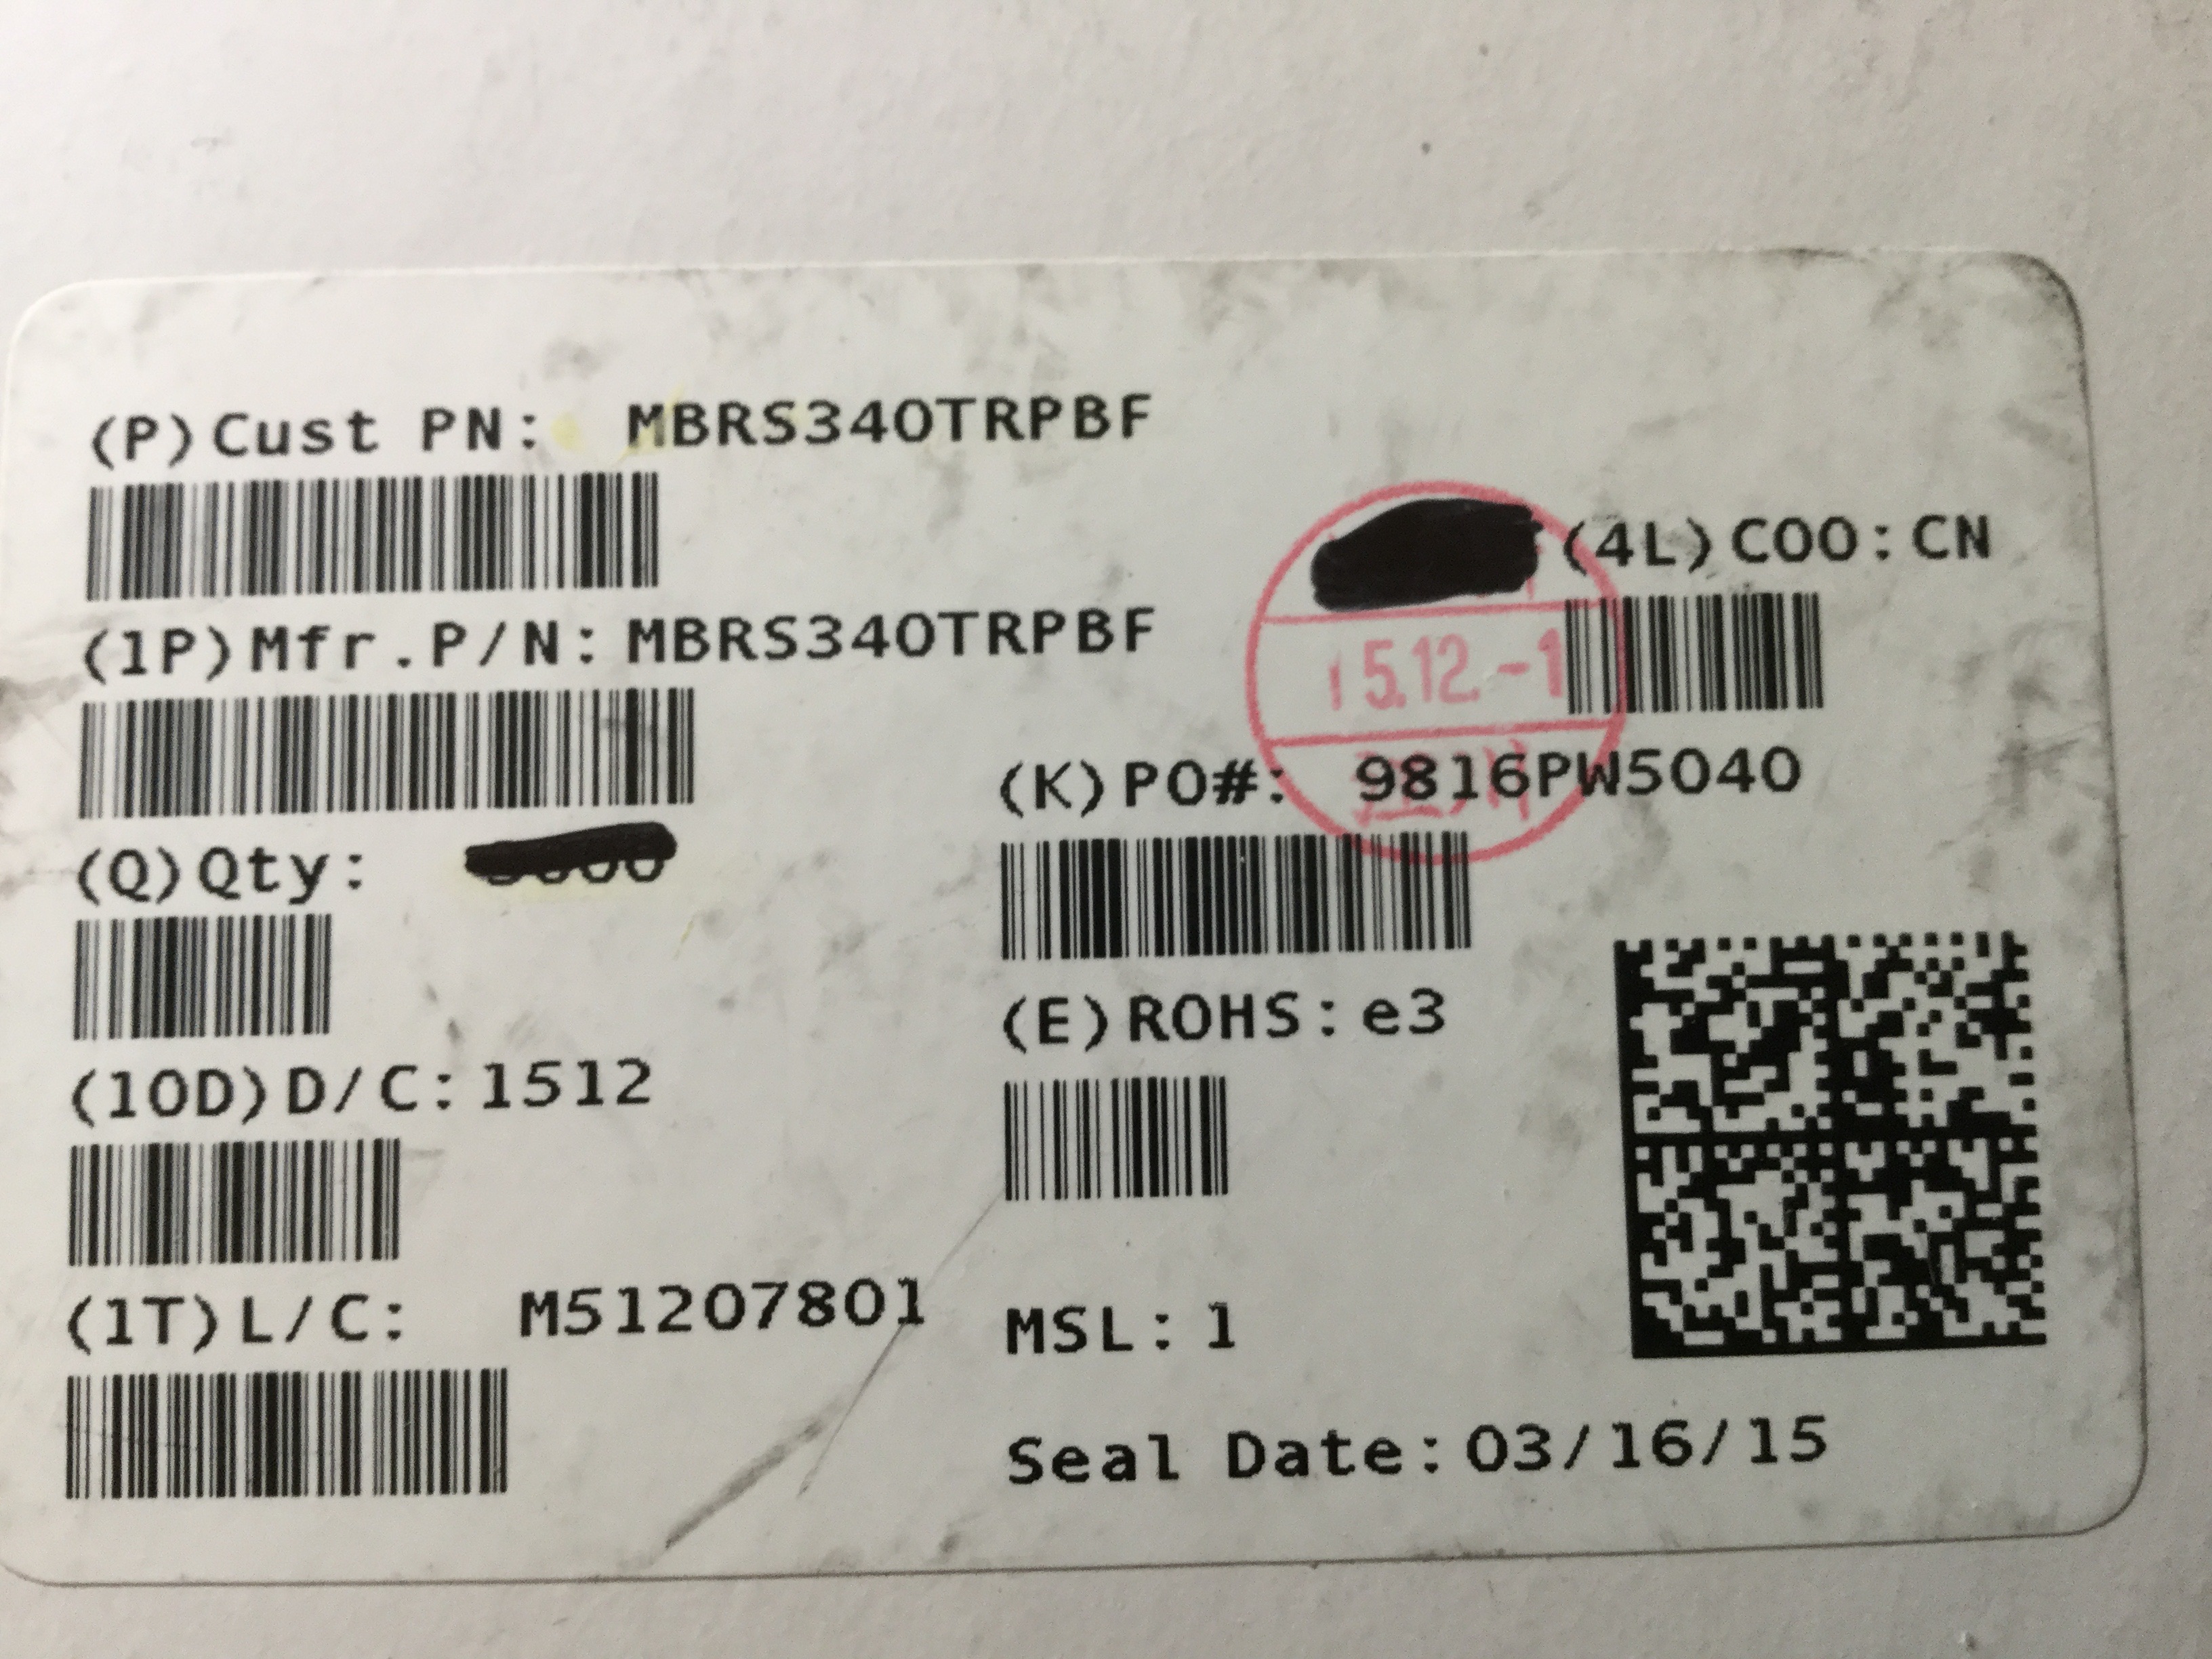 (P)Cust PN: MBRS340TRPBF
(4L)COO:CN
(1P)Mfr.P/N:MBRS340TRPBF
15.12.-1
(K)PO#: 9816PW5040
(Q)Qty:
(E)ROHS:e3
(10D)D/C:1512
(1T)L/C: M51207801
MSL:1
Seal Date:03/16/15